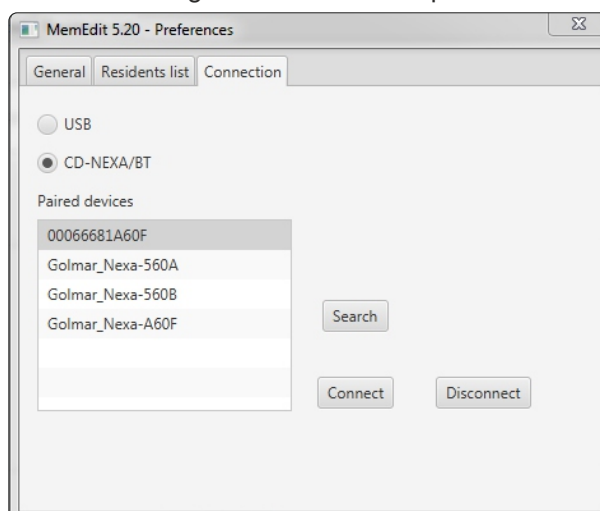 MemEdit 5.20 - Preferences
General Residents list Connection
USB
CD-NEXA/BT
Paired devices
00066681A60F
Golmar_Nexa-560A
Golmar_Nexa-560B
Golmar_Nexa-A60F
Search
Connect Disconnect